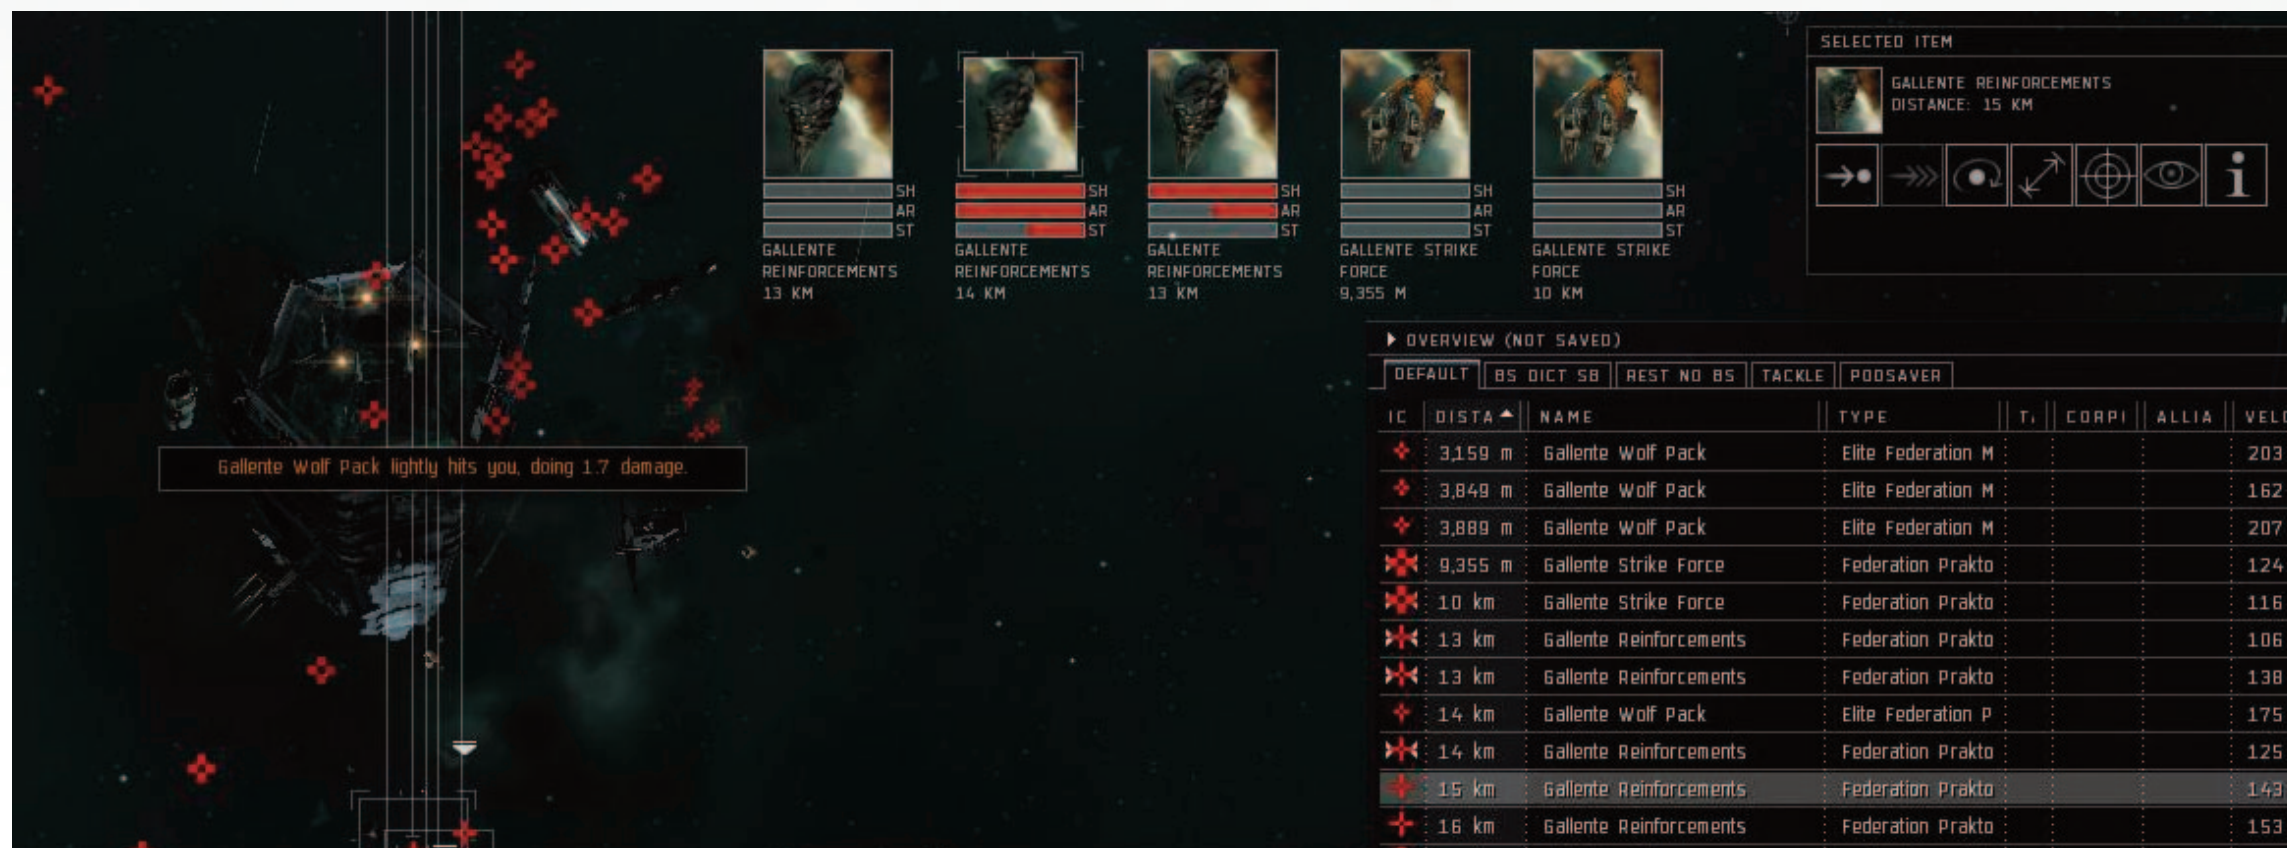 SELECTED ITEM
GALLENTE REINFORCEMENTS
DISTANCE: 15 KM
SH
AR
ST
GALLENTE
REINFORCEMENTS
13 KM
SH
AR
ST
GALLENTE
REINFORCEMENTS
14 KM
SH
AR
ST
GALLENTE
REINFORCEMENTS
13 KM
SH
AR
ST
GALLENTE STRIKE
FORCE
9,355 M
SH
AR
ST
GALLENTE STRIKE
FORCE
10 KM
OVERVIEW (NOT SAVED)
DEFAULT BS DICT SB REST NO BS TACKLE PODSAVER
IC DISTA NAME TYPE CORPI ALLIA VELO
3,159 m Gallente Wolf Pack Elite Federation M 203
3,849 m Gallente Wolf Pack Elite Federation M 162
3,889 m Gallente Wolf Pack Elite Federation M 207
9,355 m Gallente Strike Force Federation Prakto 124
10 km Gallente Strike Force Federation Prakto 116
13 km Gallente Reinforcements Federation Prakto 106
13 km Gallente Reinforcements Federation Prakto 138
14 km Gallente Wolf Pack Elite Federation P 175
14 km Gallente Reinforcements Federation Prakto 125
15 km Gallente Reinforcements Federation Prakto 143
16 km Gallente Reinforcements Federation Prakto 153
Gallente Wolf Pack lightly hits you, doing 1.7 damage.